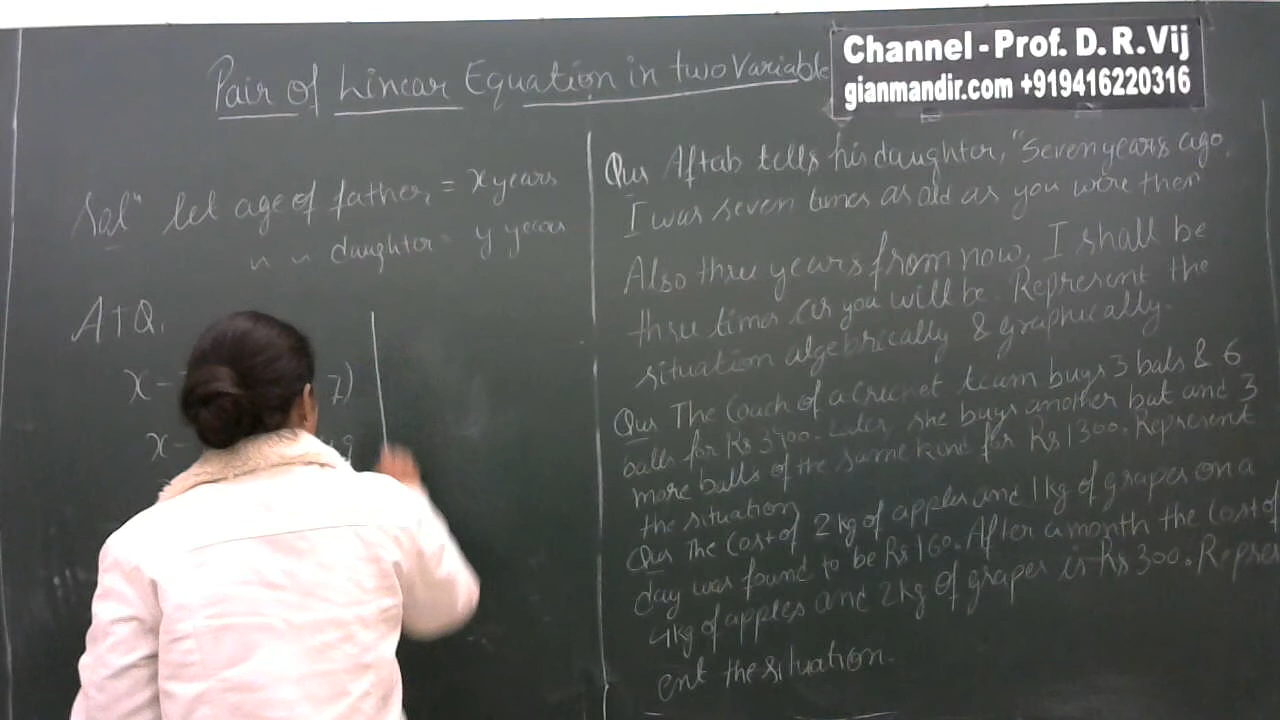 Pair of Linear Equation in two Variable
Channel - Prof. D. R. Vij
gianmandir.com +919416220316
Solⁿ let age of father = x years
" " daughter = y years
ATQ,
x -
x -
Ques Aftab tells his daughter, "Seven years ago,
I was seven times as old as you were then
Also three years from now, I shall be
three times as you will be. Represent the
situation algebrically & graphically.
Ques The Coach of a Cricket team buys 3 bats & 6
balls for Rs 3900. Later, she buys another bat and 3
more balls of the same kind for Rs 1300. Represent
the situation
Ques The Cost of 2 kg of apples and 1 kg of grapes on a
day was found to be Rs 160. After a month the Cost of
4 kg of apples and 2 kg of grapes is Rs 300. Repres
ent the situation.